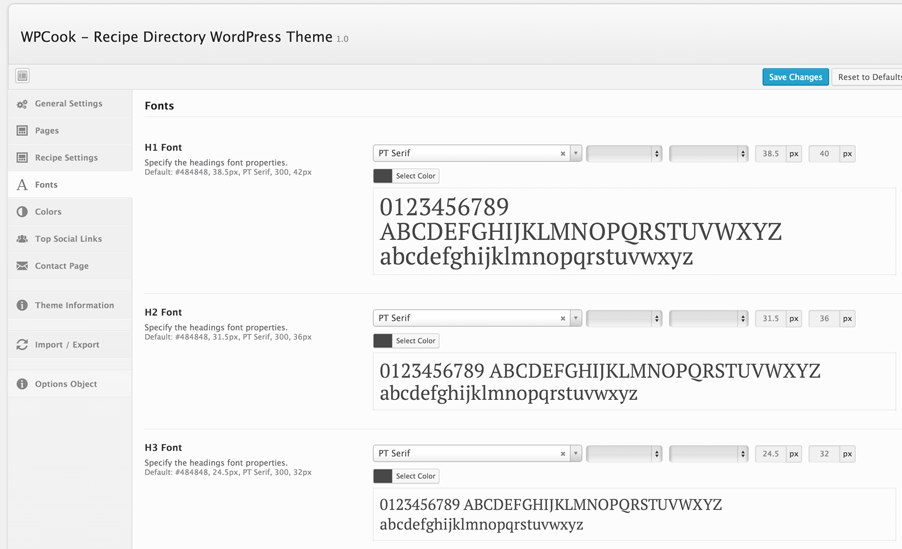 WPCook – Recipe Directory WordPress Theme 1.0
Save Changes
Reset to Defaults
General Settings
Pages
Recipe Settings
Fonts
Colors
Top Social Links
Contact Page
Theme Information
Import / Export
Options Object
Fonts
H1 Font
Specify the headings font properties.
Default: #484848, 38.5px, PT Serif, 300, 42px
PT Serif
38.5 px
40 px
Select Color
0123456789
ABCDEFGHIJKLMNOPQRSTUVWXYZ
abcdefghijklmnopqrstuvwxyz
H2 Font
Specify the headings font properties.
Default: #484848, 31.5px, PT Serif, 300, 36px
PT Serif
31.5 px
36 px
Select Color
0123456789 ABCDEFGHIJKLMNOPQRSTUVWXYZ
abcdefghijklmnopqrstuvwxyz
H3 Font
Specify the headings font properties.
Default: #484848, 24.5px, PT Serif, 300, 32px
PT Serif
24.5 px
32 px
Select Color
0123456789 ABCDEFGHIJKLMNOPQRSTUVWXYZ
abcdefghijklmnopqrstuvwxyz